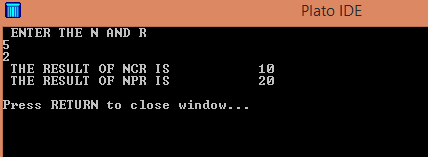 Plato IDE
ENTER THE N AND R
5
2
THE RESULT OF NCR IS 10
THE RESULT OF NPR IS 20
Press RETURN to close window...